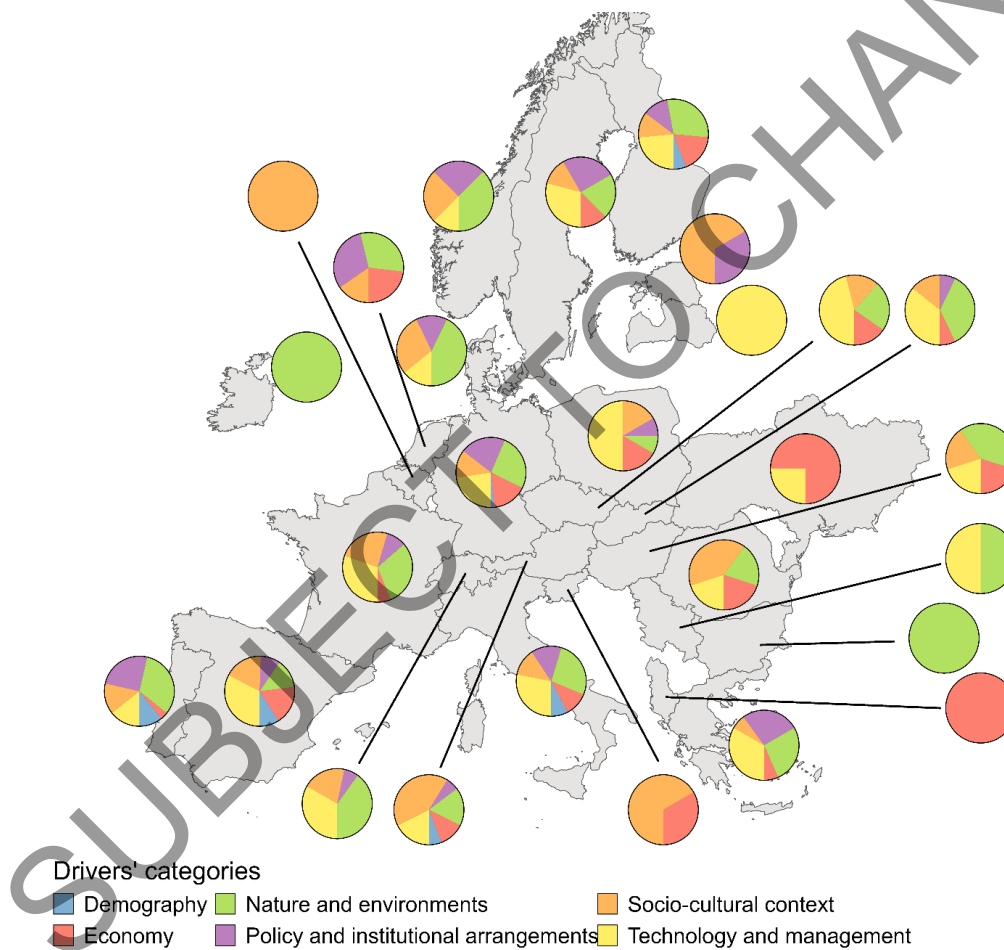 SUBJECT TO CHAN
Drivers' categories
Demography Nature and environments Socio-cultural context
Economy Policy and institutional arrangements Technology and management